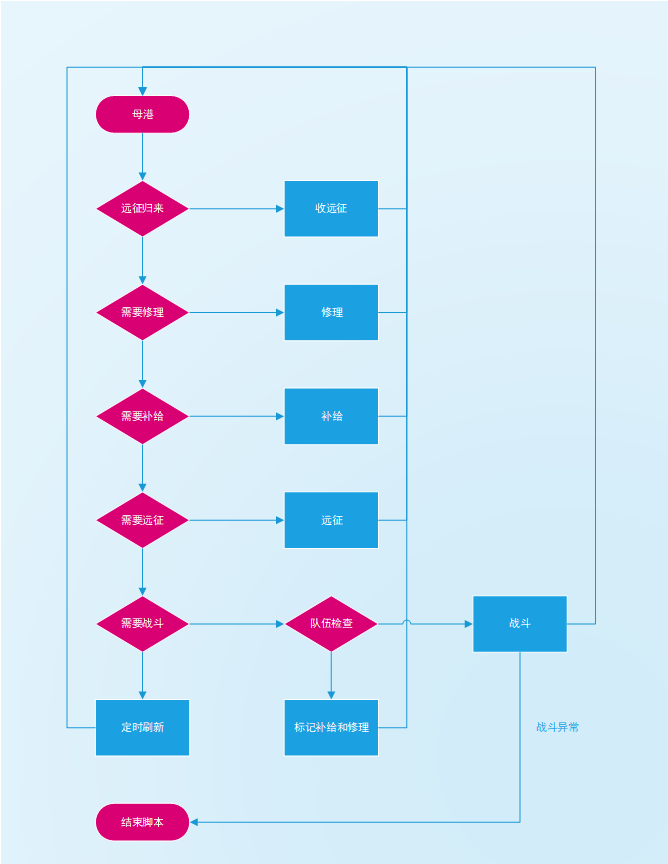 母港
远征归来
收远征
需要修理
修理
需要补给
补给
需要远征
远征
需要战斗
队伍检查
战斗
定时刷新
标记补给和修理
战斗异常
结束脚本